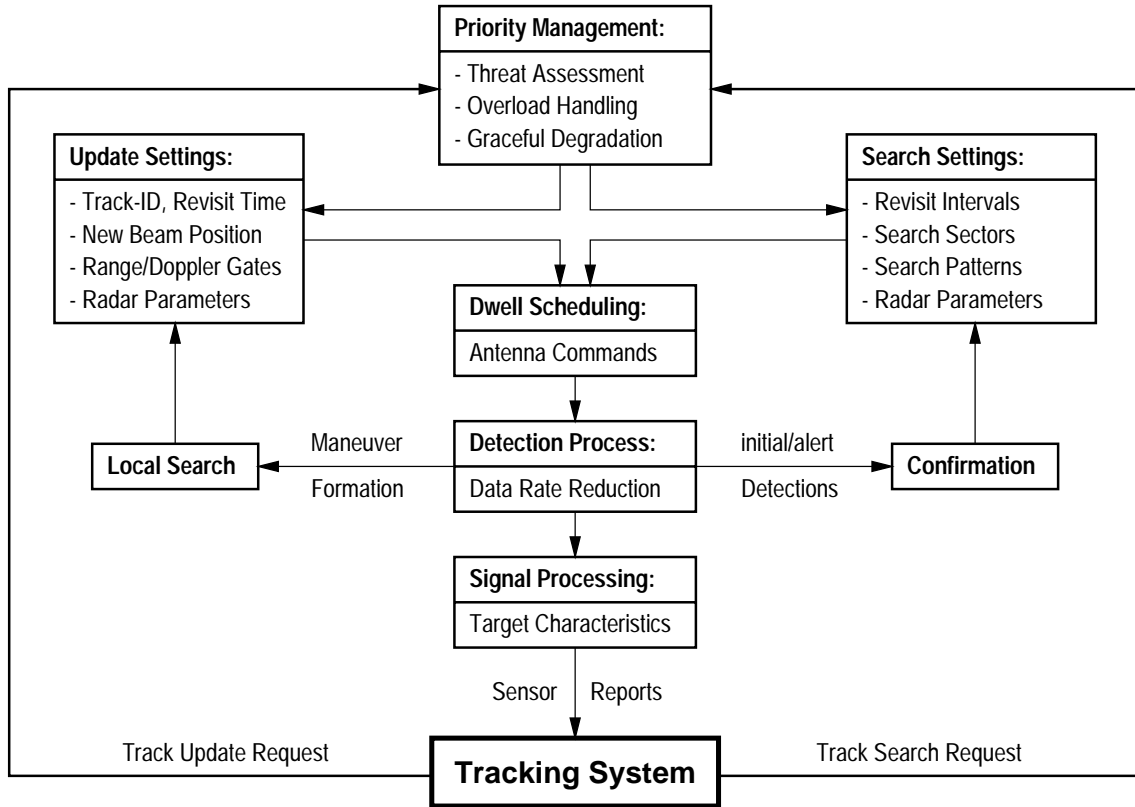 Priority Management:
- Threat Assessment
- Overload Handling
- Graceful Degradation
Update Settings:
- Track-ID, Revisit Time
- New Beam Position
- Range/Doppler Gates
- Radar Parameters
Search Settings:
- Revisit Intervals
- Search Sectors
- Search Patterns
- Radar Parameters
Dwell Scheduling:
Antenna Commands
Local Search
Maneuver
Formation
Detection Process:
Data Rate Reduction
initial/alert
Detections
Confirmation
Signal Processing:
Target Characteristics
Sensor Reports
Track Update Request
Tracking System
Track Search Request